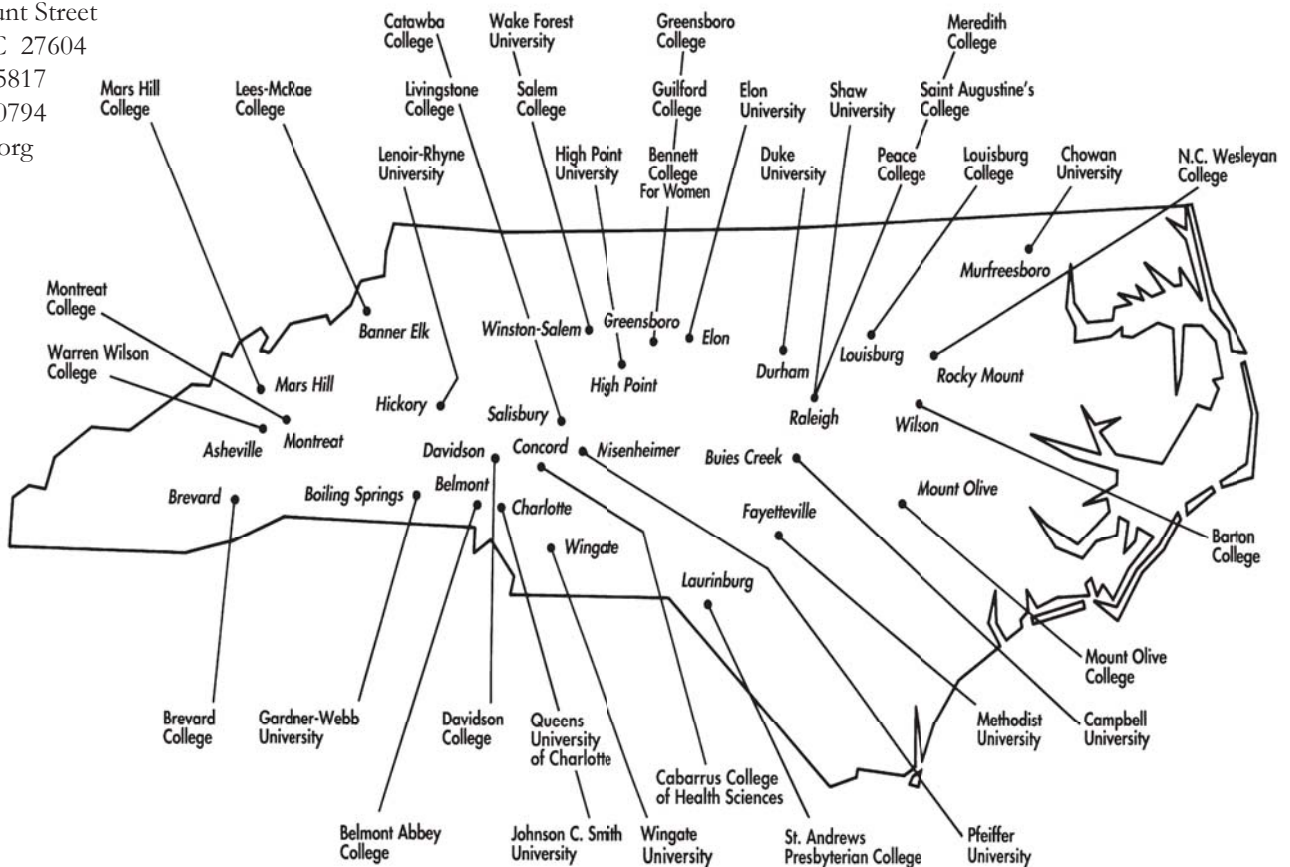 unt Street
C 27604
5817
0794
org
Catawba
College
Wake Forest
University
Greensboro
College
Meredith
College
Mars Hill
College
Lees-McRae
College
Livingstone
College
Salem
College
Guilford
College
Elon
University
Shaw
University
Saint Augustine's
College
Lenoir-Rhyne
University
High Point
University
Bennett
College
For Women
Duke
University
Peace
College
Louisburg
College
Chowan
University
N.C. Wesleyan
College
Montreat
College
Warren Wilson
College
Murfreesboro
Banner Elk
Winston-Salem
Greensboro
Elon
High Point
Durham
Louisburg
Rocky Mount
Mars Hill
Hickory
Salisbury
Raleigh
Wilson
Asheville
Montreat
Davidson
Concord
Nisenheimer
Buies Creek
Brevard
Boiling Springs
Belmont
Charlotte
Fayetteville
Mount Olive
Wingate
Laurinburg
Barton
College
Mount Olive
College
Brevard
College
Gardner-Webb
University
Davidson
College
Queens
University
of Charlotte
Methodist
University
Campbell
University
Cabarrus College
of Health Sciences
Belmont Abbey
College
Johnson C. Smith
University
Wingate
University
St. Andrews
Presbyterian College
Pfeiffer
University